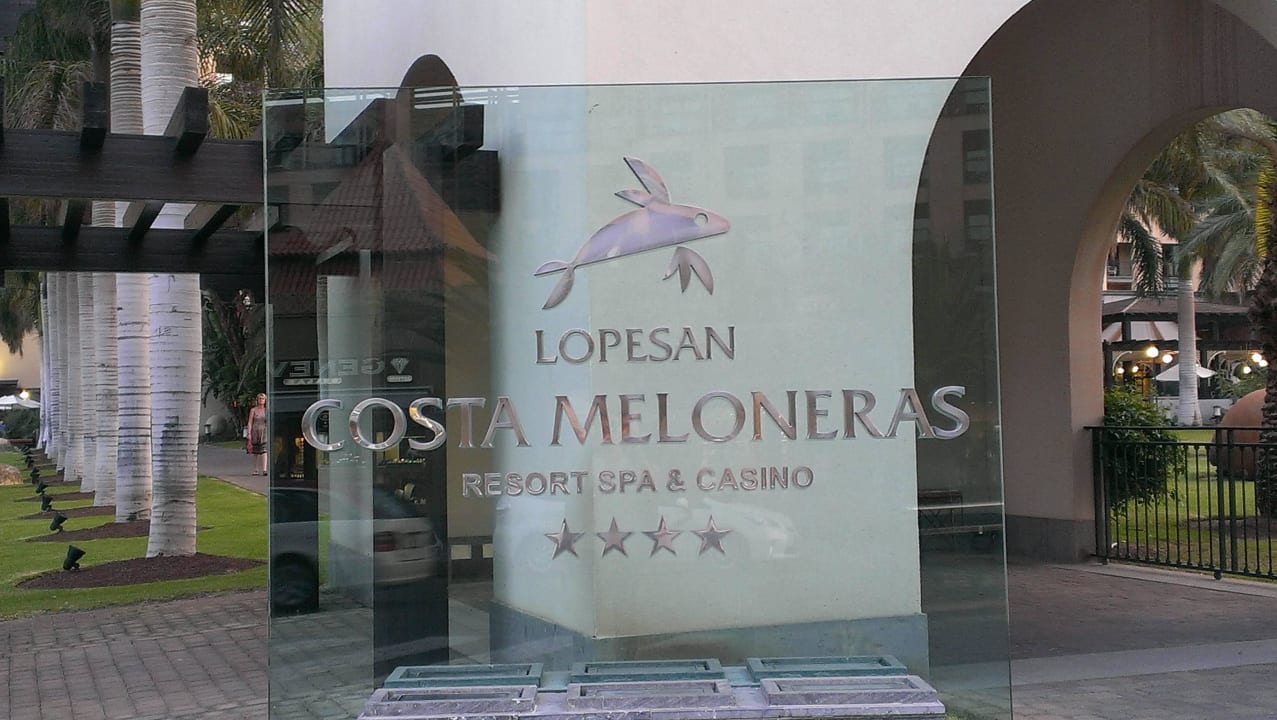 LOPESAN
COSTA MELONERAS
RESORT SPA & CASINO